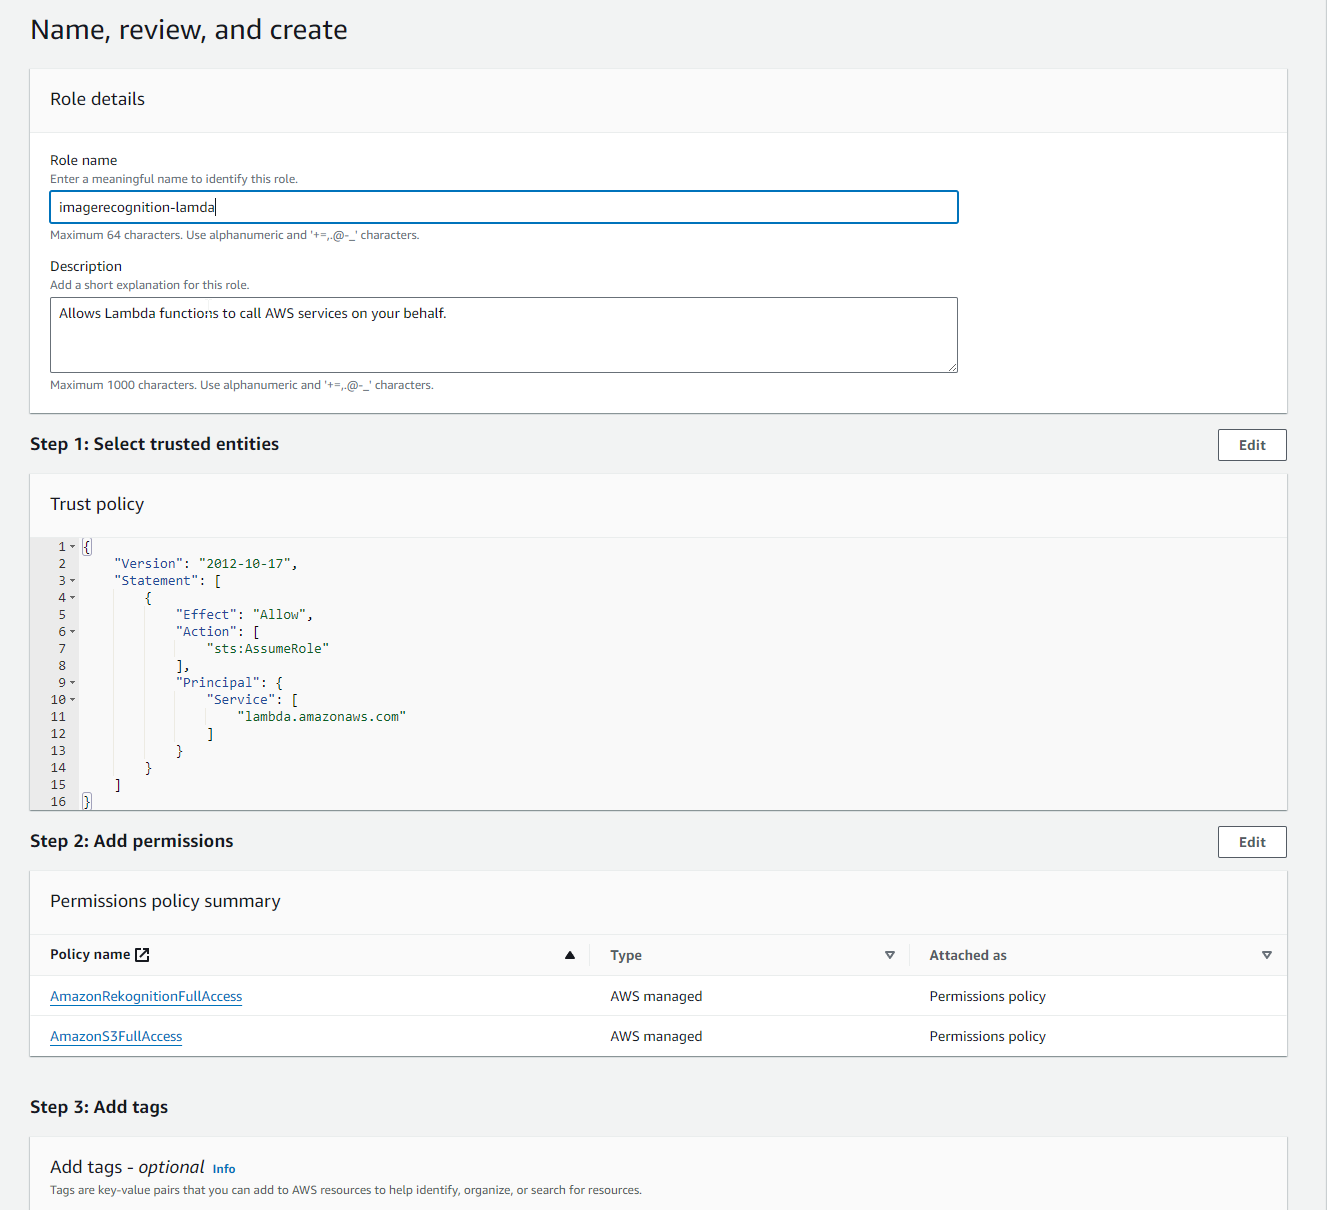 Name, review, and create
Role details
Role name
Enter a meaningful name to identify this role.
imagerecognition-lamda
Maximum 64 characters. Use alphanumeric and '+=,.@-_' characters.
Description
Add a short explanation for this role.
Allows Lambda functions to call AWS services on your behalf.
Maximum 1000 characters. Use alphanumeric and '+=,.@-_' characters.
Step 1: Select trusted entities
Edit
Trust policy
1 {
2     "Version": "2012-10-17",
3     "Statement": [
4         {
5             "Effect": "Allow",
6             "Action": [
7                 "sts:AssumeRole"
8             ],
9             "Principal": {
10                 "Service": [
11                     "lambda.amazonaws.com"
12                 ]
13             }
14         }
15     ]
16 }
Step 2: Add permissions
Edit
Permissions policy summary
Policy name Type Attached as
AmazonRekognitionFullAccess AWS managed Permissions policy
AmazonS3FullAccess AWS managed Permissions policy
Step 3: Add tags
Add tags - optional Info
Tags are key-value pairs that you can add to AWS resources to help identify, organize, or search for resources.